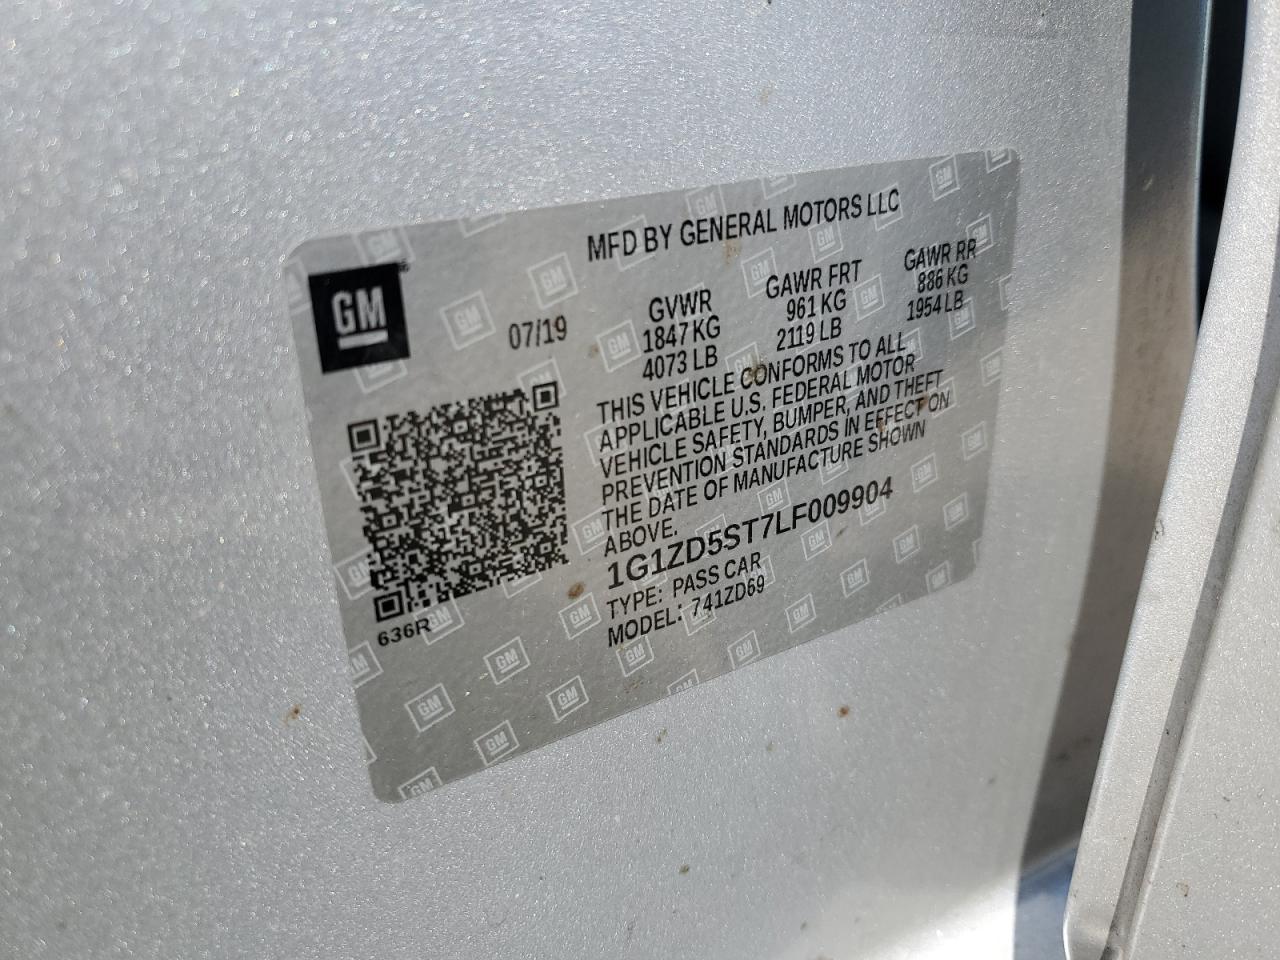 MFD BY GENERAL MOTORS LLC
GM
07/19
GVWR GAWR FRT GAWR RR
1847 KG 961 KG 886 KG
4073 LB 2119 LB 1954 LB
THIS VEHICLE CONFORMS TO ALL
APPLICABLE U.S. FEDERAL MOTOR
VEHICLE SAFETY, BUMPER, AND THEFT
PREVENTION STANDARDS IN EFFECT ON
THE DATE OF MANUFACTURE SHOWN
ABOVE.
1G1ZD5ST7LF009904
TYPE: PASS CAR
MODEL: 741ZD69
636R